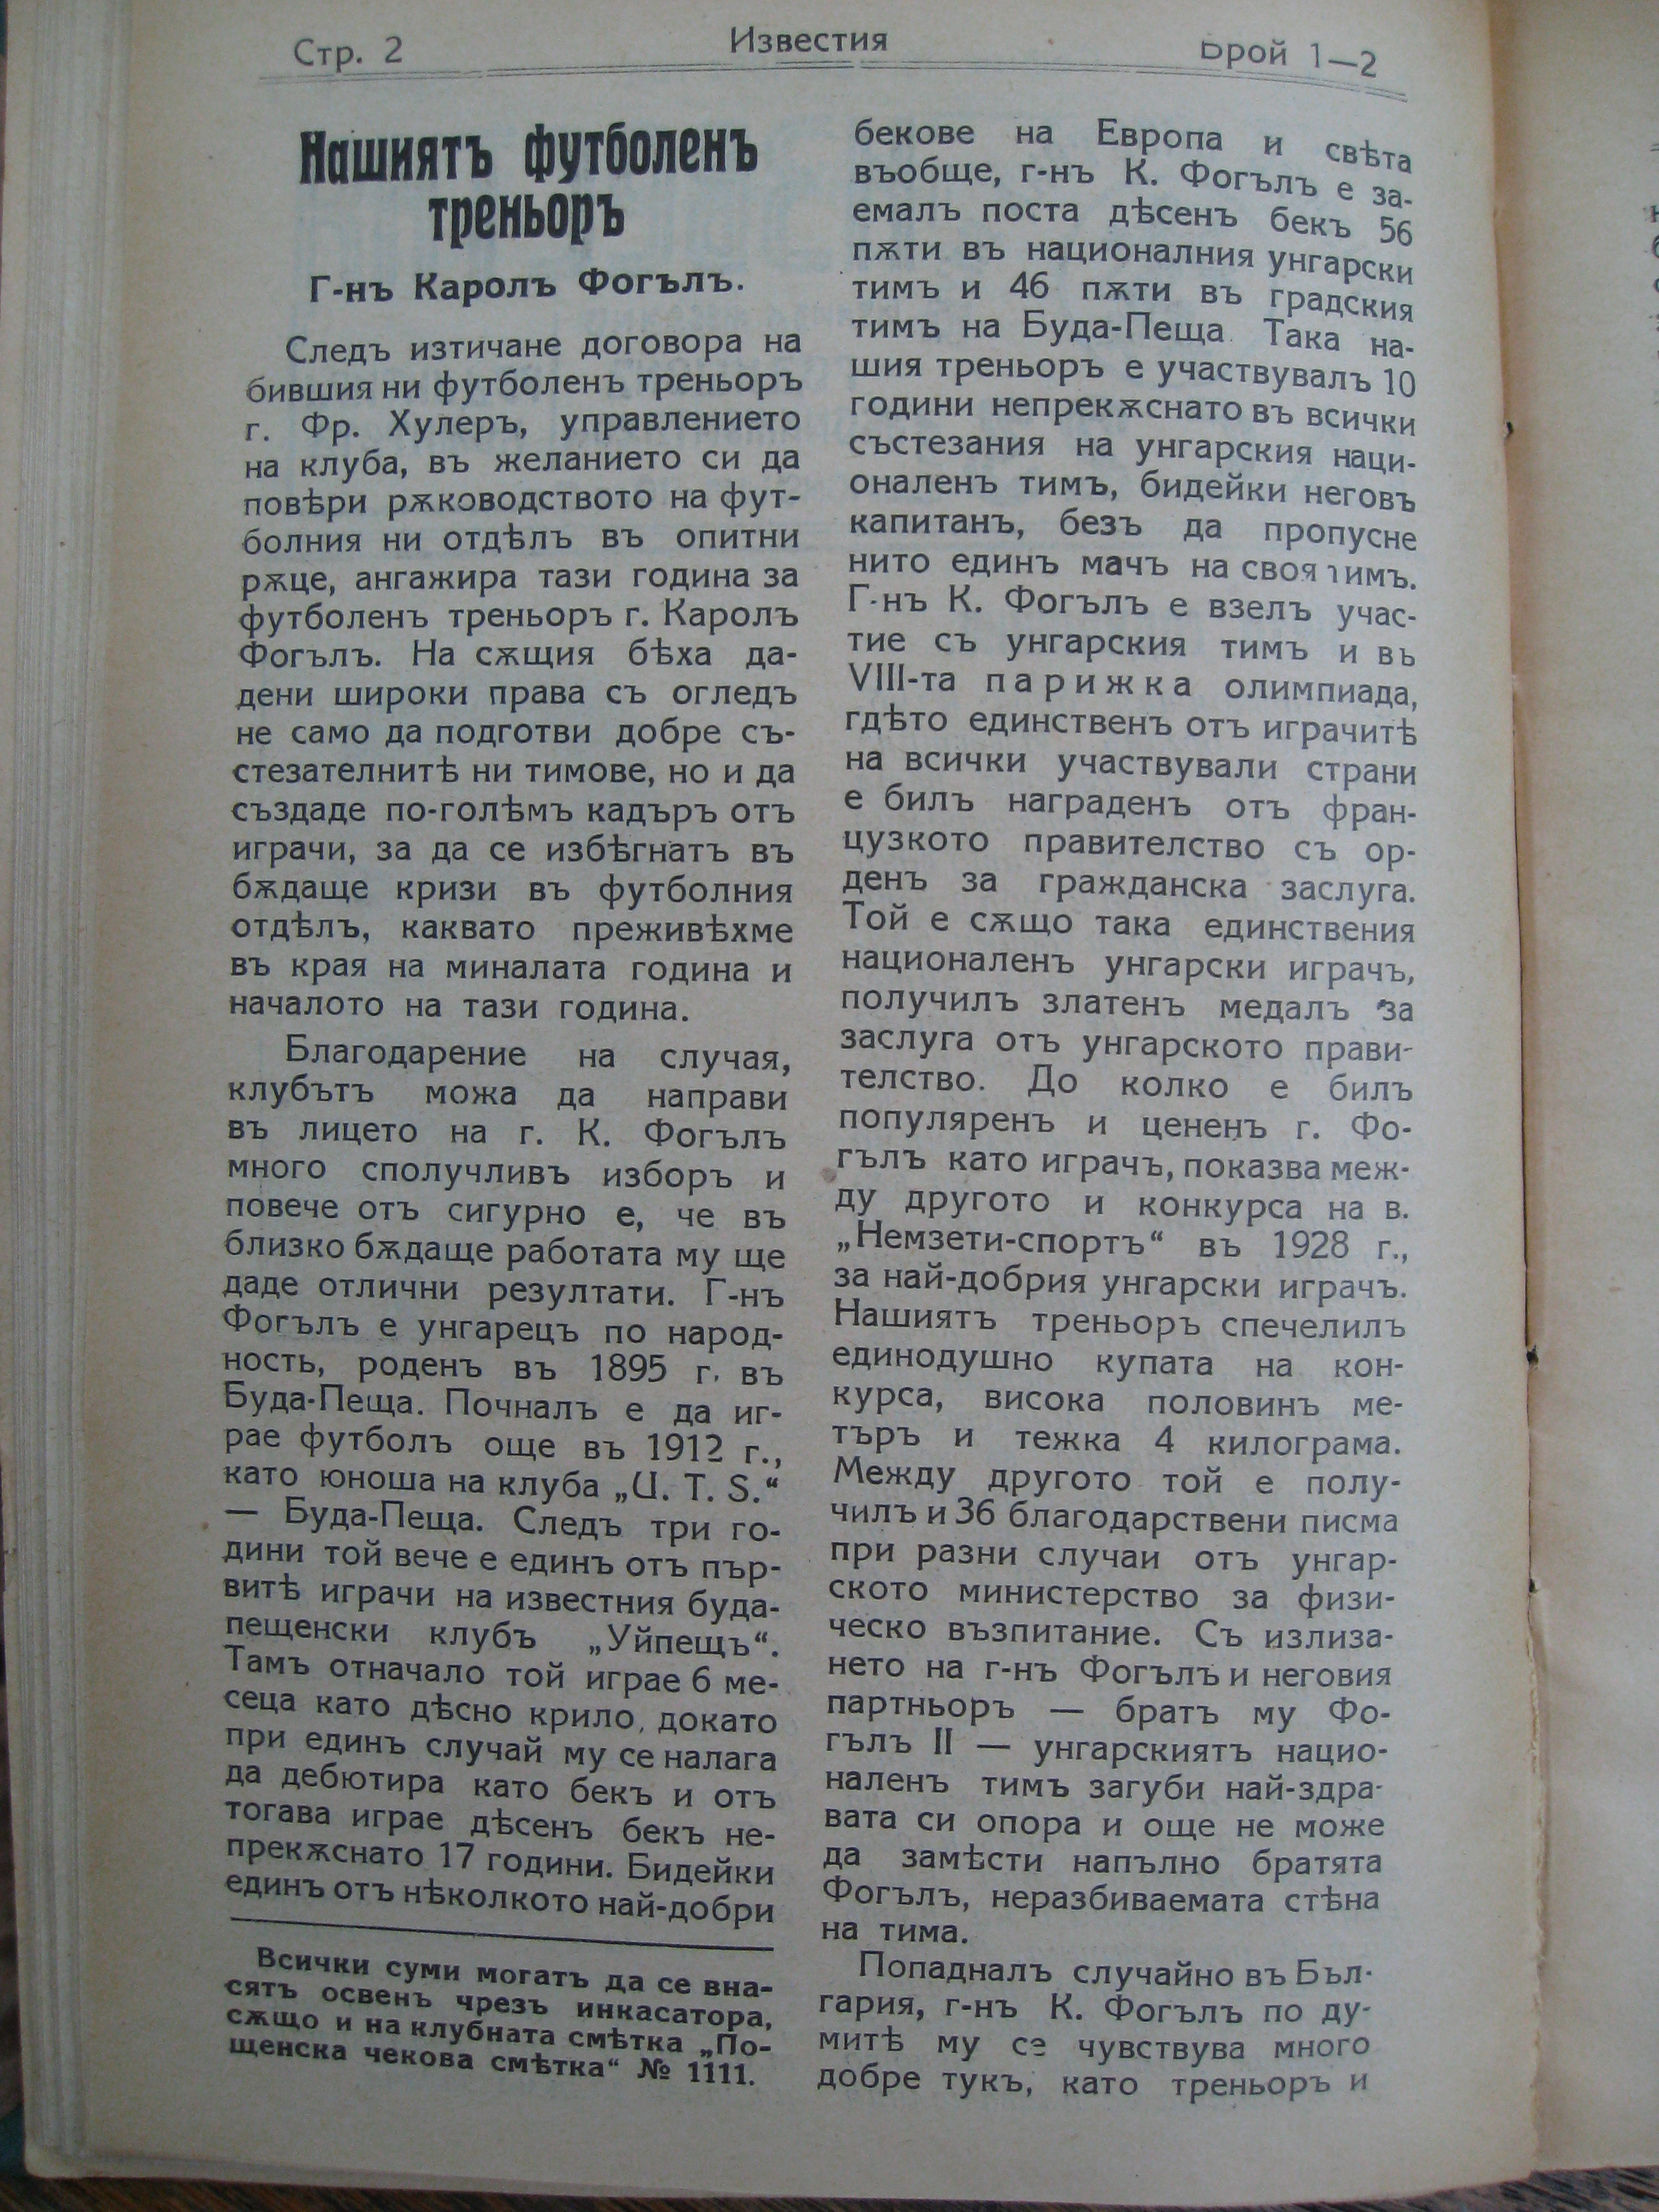 Стр. 2
Известия
Брой 1—2
Нашиятъ футболенъ
треньоръ
Г-нъ Каролъ Фогълъ.
Следъ изтичане договора на
бившия ни футболенъ треньоръ
г. Фр. Хулеръ, управлението
на клуба, въ желанието си да
повѣри рѫководството на фут-
болния ни отдѣлъ въ опитни
рѫце, ангажира тази година за
футболенъ треньоръ г. Каролъ
Фогълъ. На сѫщия бѣха да-
дени широки права съ огледъ
не само да подготви добре съ-
стезателнитѣ ни тимове, но и да
създаде по-голѣмъ кадъръ отъ
играчи, за да се избѣгнатъ въ
бѫдаще кризи въ футболния
отдѣлъ, каквато преживѣхме
въ края на миналата година и
началото на тази година.
Благодарение на случая,
клубътъ можа да направи
въ лицето на г. К. Фогълъ
много сполучливъ изборъ и
повече отъ сигурно е, че въ
близко бѫдаще работата му ще
даде отлични резултати. Г-нъ
Фогълъ е унгарецъ по народ-
ность, роденъ въ 1895 г. въ
Буда-Пеща. Почналъ е да иг-
рае футболъ още въ 1912 г.,
като юноша на клуба „U. T. S.“
— Буда-Пеща. Следъ три го-
дини той вече е единъ отъ пър-
витѣ играчи на известния буда-
пещенски клубъ „Уйпещъ“.
Тамъ отначало той играе 6 ме-
сеца като дѣсно крило, докато
при единъ случай му се налага
да дебютира като бекъ и отъ
тогава играе дѣсенъ бекъ не-
прекѫснато 17 години. Бидейки
единъ отъ нѣколкото най-добри
Всички суми могатъ да се вна-
сятъ освенъ чрезъ инкасатора,
сѫщо и на клубната смѣтка „По-
щенска чекова смѣтка“ № 1111.
бекове на Европа и свѣта
въобще, г-нъ К. Фогълъ е за-
емалъ поста дѣсенъ бекъ 56
пѫти въ националния унгарски
тимъ и 46 пѫти въ градския
тимъ на Буда-Пеща. Така на-
шия треньоръ е участвувалъ 10
години непрекѫснато въ всички
състезания на унгарския наци-
оналенъ тимъ, бидейки неговъ
капитанъ, безъ да пропусне
нито единъ мачъ на своя тимъ.
Г-нъ К. Фогълъ е взелъ учас-
тие съ унгарския тимъ и въ
VIII-та парижка олимпиада,
гдѣто единственъ отъ играчитѣ
на всички участвували страни
е билъ награденъ отъ фран-
цузкото правителство съ ор-
денъ за гражданска заслуга.
Той е сѫщо така единствения
националенъ унгарски играчъ,
получилъ златенъ медалъ за
заслуга отъ унгарското прави-
телство. До колко е билъ
популяренъ и цененъ г. Фо-
гълъ като играчъ, показва меж-
ду другото и конкурса на в.
„Немзети-спортъ“ въ 1928 г.,
за най-добрия унгарски играчъ.
Нашиятъ треньоръ спечелилъ
единодушно купата на кон-
курса, висока половинъ ме-
търъ и тежка 4 килограма.
Между другото той е полу-
чилъ и 36 благодарствени писма
при разни случаи отъ унгар-
ското министерство за физи-
ческо възпитание. Съ излиза-
нето на г-нъ Фогълъ и неговия
партньоръ — братъ му Фо-
гълъ II — унгарскиятъ нацио-
наленъ тимъ загуби най-здра-
вата си опора и още не може
да замѣсти напълно братята
Фогълъ, неразбиваемата стѣна
на тима.
Попадналъ случайно въ Бъл-
гария, г-нъ К. Фогълъ по ду-
митѣ му се чувствува много
добре тукъ, като треньоръ и